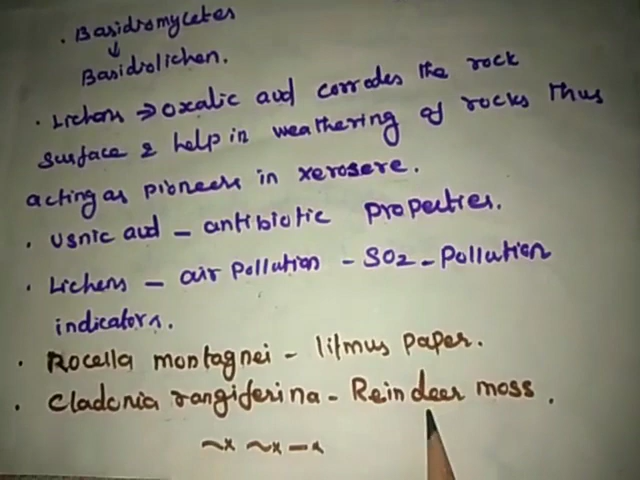 . Basidiomycetes
↓
Basidiolichen.
. Lichens → oxalic acid corrodes the rock
surface & help in weathering of rocks thus
acting as pioneers in xerosere.
. Usnic acid - antibiotic properties.
. Lichens - air pollution - SO2 - pollution
indicators.
. Rocella montagnei - litmus paper.
. Cladonia rangiferina - Reindeer moss.
~x ~x -x